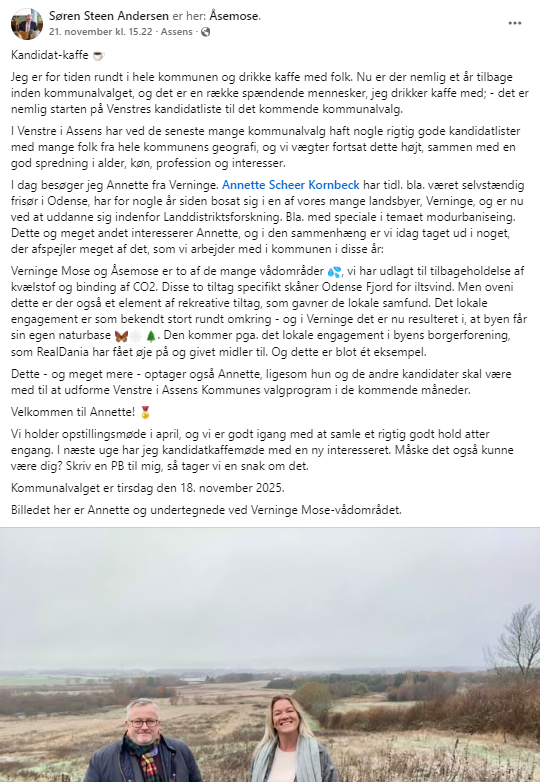 Søren Steen Andersen er her: Åsemose.
21. november kl. 15.22 · Assens ·
Kandidat-kaffe ☕
Jeg er for tiden rundt i hele kommunen og drikke kaffe med folk. Nu er der nemlig et år tilbage
inden kommunalvalget, og det er en række spændende mennesker, jeg drikker kaffe med; - det er
nemlig starten på Venstres kandidatliste til det kommende kommunalvalg.
I Venstre i Assens har ved de seneste mange kommunalvalg haft nogle rigtig gode kandidatlister
med mange folk fra hele kommunens geografi, og vi vægter fortsat dette højt, sammen med en
god spredning i alder, køn, profession og interesser.
I dag besøger jeg Annette fra Verninge. Annette Scheer Kornbeck har tidl. bla. været selvstændig
frisør i Odense, har for nogle år siden bosat sig i en af vores mange landsbyer, Verninge, og er nu
ved at uddanne sig indenfor Landdistriktsforskning. Bla. med speciale i temaet modurbaniseing.
Dette og meget andet interesserer Annette, og i den sammenhæng er vi idag taget ud i noget,
der afspejler meget af det, som vi arbejder med i kommunen i disse år:
Verninge Mose og Åsemose er to af de mange vådområder 💦, vi har udlagt til tilbageholdelse af
kvælstof og binding af CO2. Disse to tiltag specifikt skåner Odense Fjord for iltsvind. Men oveni
dette er der også et element af rekreative tiltag, som gavner de lokale samfund. Det lokale
engagement er som bekendt stort rundt omkring - og i Verninge det er nu resulteret i, at byen får
sin egen naturbase 🦋🕸🌲. Den kommer pga. det lokale engagement i byens borgerforening,
som RealDania har fået øje på og givet midler til. Og dette er blot ét eksempel.
Dette - og meget mere - optager også Annette, ligesom hun og de andre kandidater skal være
med til at udforme Venstre i Assens Kommunes valgprogram i de kommende måneder.
Velkommen til Annette! 🏅
Vi holder opstillingsmøde i april, og vi er godt igang med at samle et rigtig godt hold atter
engang. I næste uge har jeg kandidatkaffemøde med en ny interesseret. Måske det også kunne
være dig? Skriv en PB til mig, så tager vi en snak om det.
Kommunalvalget er tirsdag den 18. november 2025.
Billedet her er Annette og undertegnede ved Verninge Mose-vådområdet.